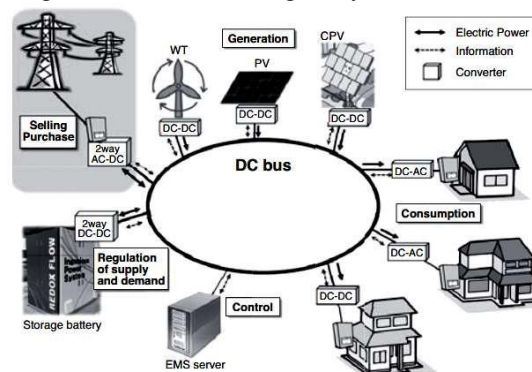 WT
Generation
PV
CPV
Electric Power
Information
Converter
DC-DC
DC-DC
DC-DC
Selling
Purchase
2way
AC-DC
DC bus
DC-AC
2way
DC-DC
Consumption
Regulation
of supply
and demand
DC-AC
REDOX FLOW
Power
System
Storage battery
Control
DC-DC
EMS server